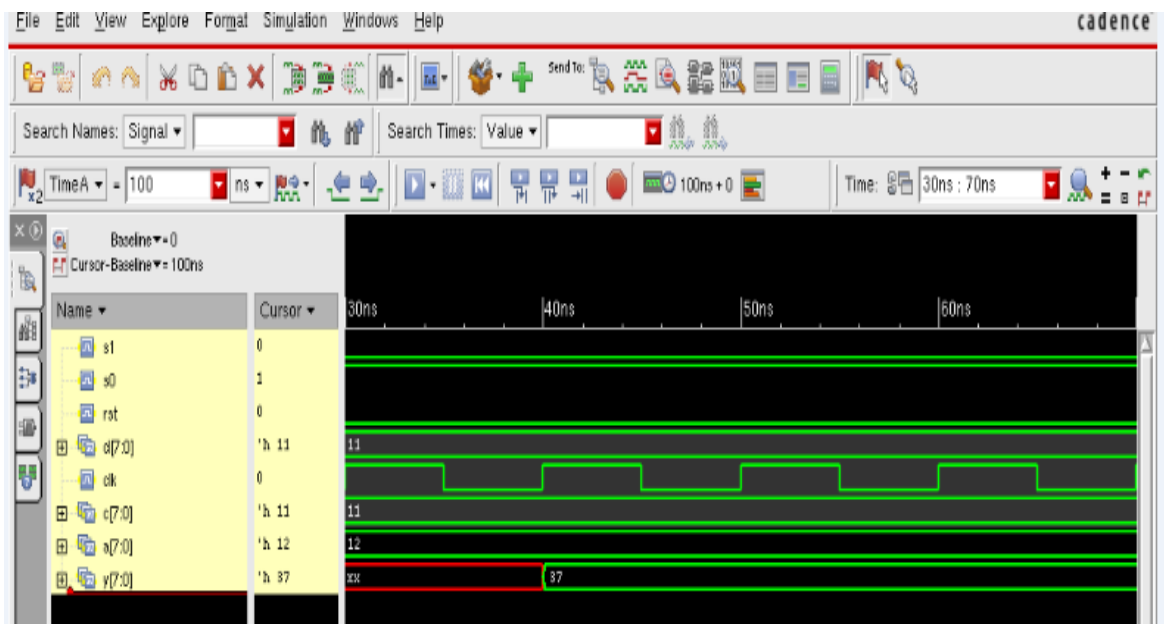 File Edit View Explore Format Simulation Windows Help cadence
Send To:
Search Names: Signal Search Times: Value
x2 TimeA = 100 ns 100ns + 0 Time: 30ns : 70ns
Baseline = 0
Cursor-Baseline = 100ns
Name Cursor 30ns 40ns 50ns 60ns
s1 0
s0 1
rst 0
d[7:0] 'h 11 11
clk 0
c[7:0] 'h 11 11
a[7:0] 'h 12 12
y[7:0] 'h 37 xx 37